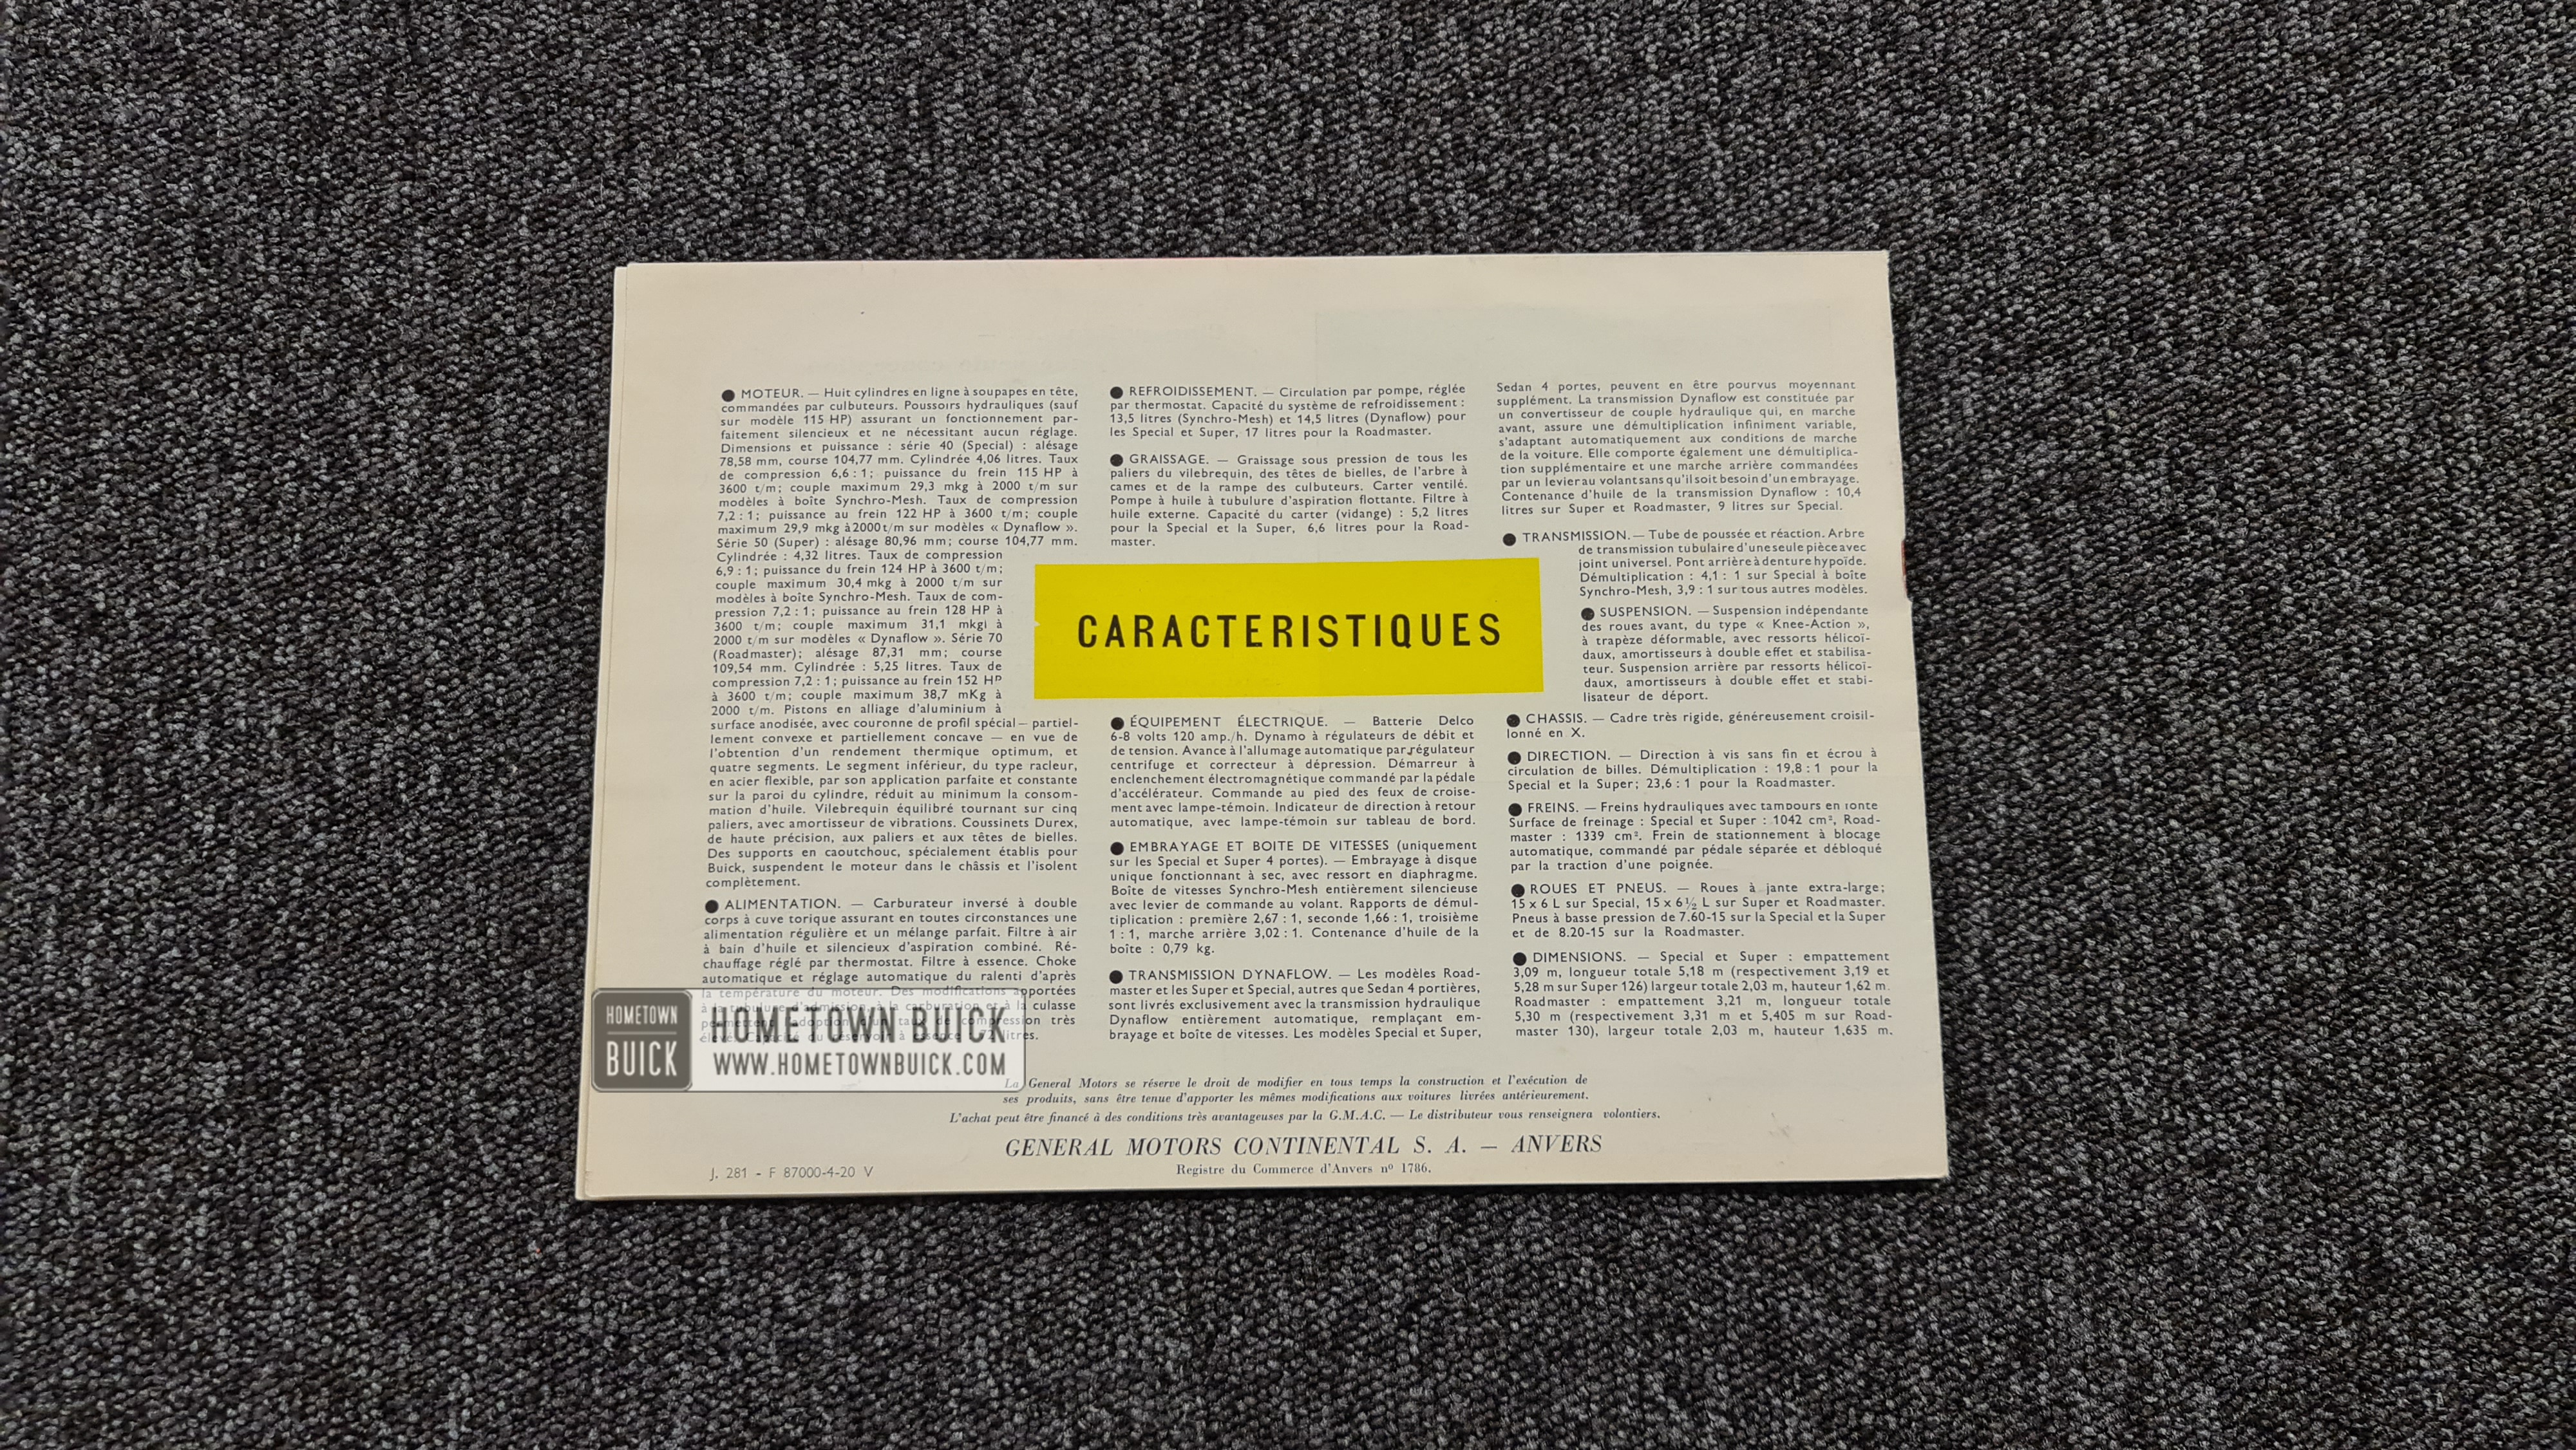 ● MOTEUR. — Huit cylindres en ligne à soupapes en tête,
commandées par culbuteurs. Poussoirs hydrauliques (sauf
sur modèle 115 HP) assurant un fonctionnement par-
faitement silencieux et ne nécessitant aucun réglage.
Dimensions et puissance : série 40 (Special) : alésage
78,58 mm, course 104,77 mm. Cylindrée 4,06 litres. Taux
de compression 6,6 : 1; puissance du frein 115 HP à
3600 t/m; couple maximum 29,3 mkg à 2000 t/m sur
modèles à boîte Synchro-Mesh. Taux de compression
7,2 : 1; puissance au frein 122 HP à 3600 t/m; couple
maximum 29,9 mkg à 2000 t/m sur modèles « Dynaflow ».
Série 50 (Super) : alésage 80,96 mm; course 104,77 mm.
Cylindrée : 4,32 litres. Taux de compression
6,9 : 1; puissance du frein 124 HP à 3600 t/m;
couple maximum 30,4 mkg à 2000 t/m sur
modèles à boîte Synchro-Mesh. Taux de com-
pression 7,2 : 1; puissance au frein 128 HP à
3600 t/m; couple maximum 31,1 mkgl à
2000 t/m sur modèles « Dynaflow ». Série 70
(Roadmaster); alésage 87,31 mm; course
109,54 mm. Cylindrée : 5,25 litres. Taux de
compression 7,2 : 1; puissance au frein 152 HP
à 3600 t/m; couple maximum 38,7 mKg à
2000 t/m. Pistons en alliage d'aluminium à
surface anodisée, avec couronne de profil spécial — partiel-
lement convexe et partiellement concave — en vue de
l'obtention d'un rendement thermique optimum, et
quatre segments. Le segment inférieur, du type racleur,
en acier flexible, par son application parfaite et constante
sur la paroi du cylindre, réduit au minimum la consom-
mation d'huile. Vilebrequin équilibré tournant sur cinq
paliers, avec amortisseur de vibrations. Coussinets Durex,
de haute précision, aux paliers et aux têtes de bielles.
Des supports en caoutchouc, spécialement établis pour
Buick, suspendent le moteur dans le châssis et l'isolent
complètement.
● ALIMENTATION. — Carburateur inversé à double
corps à cuve torique assurant en toutes circonstances une
alimentation régulière et un mélange parfait. Filtre à air
à bain d'huile et silencieux d'aspiration combiné. Ré-
chauffage réglé par thermostat. Filtre à essence. Choke
automatique et réglage automatique du ralenti d'après
la température du moteur. Des modifications apportées
à la tubulure d'admission, à la carburation et à la culasse
compression très
litres.
● REFROIDISSEMENT. — Circulation par pompe, réglée
par thermostat. Capacité du système de refroidissement :
13,5 litres (Synchro-Mesh) et 14,5 litres (Dynaflow) pour
les Special et Super, 17 litres pour la Roadmaster.
● GRAISSAGE. — Graissage sous pression de tous les
paliers du vilebrequin, des têtes de bielles, de l'arbre à
cames et de la rampe des culbuteurs. Carter ventilé.
Pompe à huile à tubulure d'aspiration flottante. Filtre à
huile externe. Capacité du carter (vidange) : 5,2 litres
pour la Special et la Super, 6,6 litres pour la Road-
master.
CARACTERISTIQUES
● ÉQUIPEMENT ÉLECTRIQUE. — Batterie Delco
6-8 volts 120 amp./h. Dynamo à régulateurs de débit et
de tension. Avance à l'allumage automatique par régulateur
centrifuge et correcteur à dépression. Démarreur à
enclenchement électromagnétique commandé par la pédale
d'accélérateur. Commande au pied des feux de croise-
ment avec lampe-témoin. Indicateur de direction à retour
automatique, avec lampe-témoin sur tableau de bord.
● EMBRAYAGE ET BOITE DE VITESSES (uniquement
sur les Special et Super 4 portes). — Embrayage à disque
unique fonctionnant à sec, avec ressort en diaphragme.
Boîte de vitesses Synchro-Mesh entièrement silencieuse
avec levier de commande au volant. Rapports de démul-
tiplication : première 2,67 : 1, seconde 1,66 : 1, troisième
1 : 1, marche arrière 3,02 : 1. Contenance d'huile de la
boîte : 0,79 kg.
● TRANSMISSION DYNAFLOW. — Les modèles Road-
master et les Super et Special, autres que Sedan 4 portières,
sont livrés exclusivement avec la transmission hydraulique
Dynaflow entièrement automatique, remplaçant em-
brayage et boîte de vitesses. Les modèles Special et Super,
Sedan 4 portes, peuvent en être pourvus moyennant
supplément. La transmission Dynaflow est constituée par
un convertisseur de couple hydraulique qui, en marche
avant, assure une démultiplication infiniment variable,
s'adaptant automatiquement aux conditions de marche
de la voiture. Elle comporte également une démultiplica-
tion supplémentaire et une marche arrière commandées
par un levier au volant sans qu'il soit besoin d'un embrayage.
Contenance d'huile de la transmission Dynaflow : 10,4
litres sur Super et Roadmaster, 9 litres sur Special.
● TRANSMISSION. — Tube de poussée et réaction. Arbre
de transmission tubulaire d'une seule pièce avec
joint universel. Pont arrière à denture hypoïde.
Démultiplication : 4,1 : 1 sur Special à boîte
Synchro-Mesh, 3,9 : 1 sur tous autres modèles.
● SUSPENSION. — Suspension indépendante
des roues avant, du type « Knee-Action »,
à trapèze déformable, avec ressorts hélicoï-
daux, amortisseurs à double effet et stabilisa-
teur. Suspension arrière par ressorts hélicoï-
daux, amortisseurs à double effet et stabi-
lisateur de déport.
● CHASSIS. — Cadre très rigide, généreusement croisil-
lonné en X.
● DIRECTION. — Direction à vis sans fin et écrou à
circulation de billes. Démultiplication : 19,8 : 1 pour la
Special et la Super; 23,6 : 1 pour la Roadmaster.
● FREINS. — Freins hydrauliques avec tambours en fonte
Surface de freinage : Special et Super : 1042 cm², Road-
master : 1339 cm². Frein de stationnement à blocage
automatique, commandé par pédale séparée et débloqué
par la traction d'une poignée.
● ROUES ET PNEUS. — Roues à jante extra-large;
15 x 6 L sur Special, 15 x 6½ L sur Super et Roadmaster.
Pneus à basse pression de 7.60-15 sur la Special et la Super
et de 8.20-15 sur la Roadmaster.
● DIMENSIONS. — Special et Super : empattement
3,09 m, longueur totale 5,18 m (respectivement 3,19 et
5,28 m sur Super 126) largeur totale 2,03 m, hauteur 1,62 m.
Roadmaster : empattement 3,21 m, longueur totale
5,30 m (respectivement 3,31 m et 5,405 m sur Road-
master 130), largeur totale 2,03 m, hauteur 1,635 m.
HOMETOWN
BUICK
HOMETOWN BUICK
WWW.HOMETOWNBUICK.COM
La General Motors se réserve le droit de modifier en tous temps la construction et l'exécution de
ses produits, sans être tenue d'apporter les mêmes modifications aux voitures livrées antérieurement.
L'achat peut être financé à des conditions très avantageuses par la G.M.A.C. — Le distributeur vous renseignera volontiers.
GENERAL MOTORS CONTINENTAL S. A. — ANVERS
Registre du Commerce d'Anvers nº 1786.
J. 281 - F 87000-4-20 V